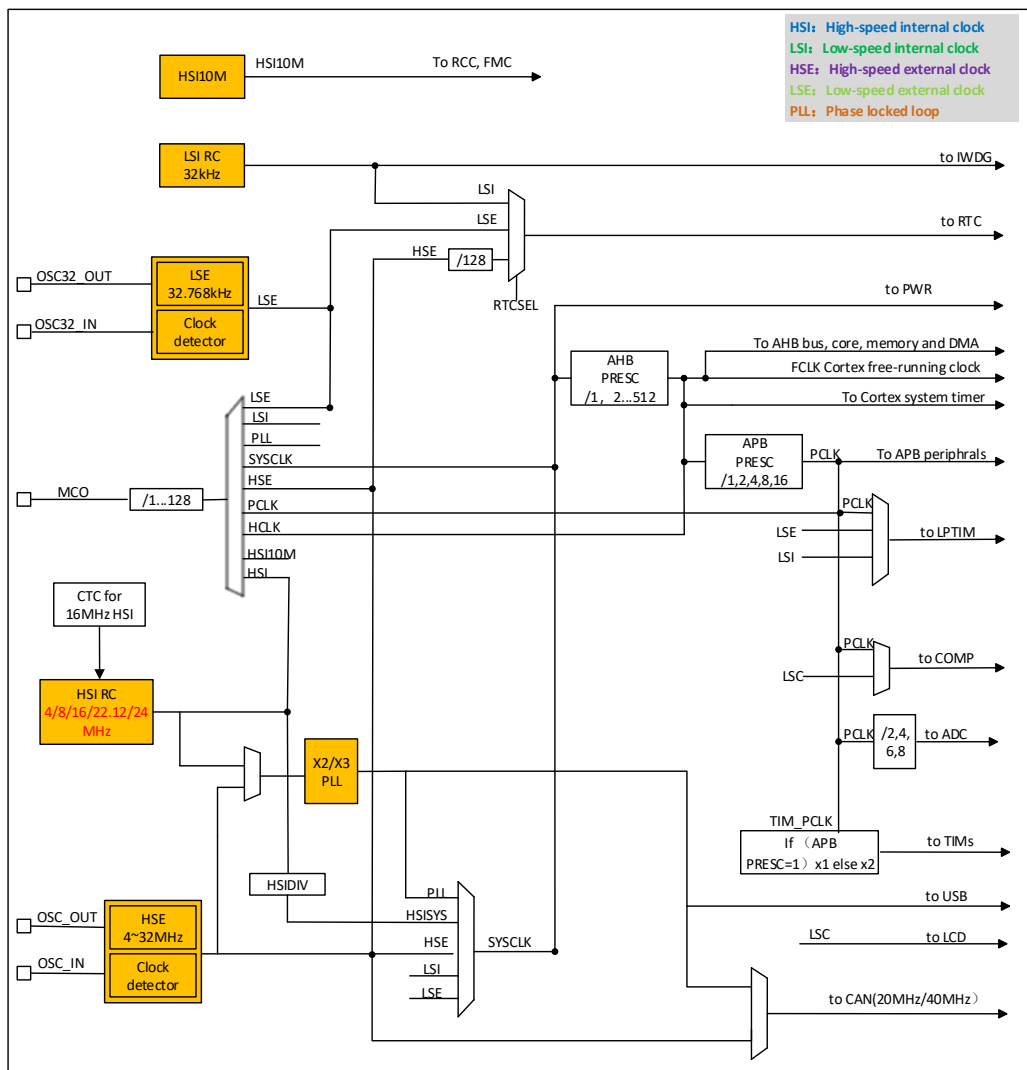 HSI：High-speed internal clock
LSI：Low-speed internal clock
HSE：High-speed external clock
LSE：Low-speed external clock
PLL：Phase locked loop
HSI10M
HSI10M
To RCC, FMC
LSI RC
32kHz
to IWDG
LSI
LSE
HSE
/128
RTCSEL
to RTC
OSC32_OUT
OSC32_IN
LSE
32.768kHz
Clock
detector
LSE
to PWR
AHB
PRESC
/1， 2...512
To AHB bus, core, memory and DMA
FCLK Cortex free-running clock
To Cortex system timer
APB
PRESC
/1,2,4,8,16
PCLK
To APB periphrals
MCO
/1...128
LSE
LSI
PLL
SYSCLK
HSE
PCLK
HCLK
HSI10M
HSI
PCLK
LSE
LSI
to LPTIM
CTC for
16MHz HSI
HSI RC
4/8/16/22.12/24
MHz
PCLK
LSC
to COMP
PCLK
/2,4,
6,8
to ADC
X2/X3
PLL
TIM_PCLK
If （APB
PRESC=1）x1 else x2
to TIMs
HSIDIV
PLL
HSISYS
HSE
LSI
LSE
SYSCLK
to USB
LSC
to LCD
OSC_OUT
OSC_IN
HSE
4~32MHz
Clock
detector
to CAN(20MHz/40MHz）